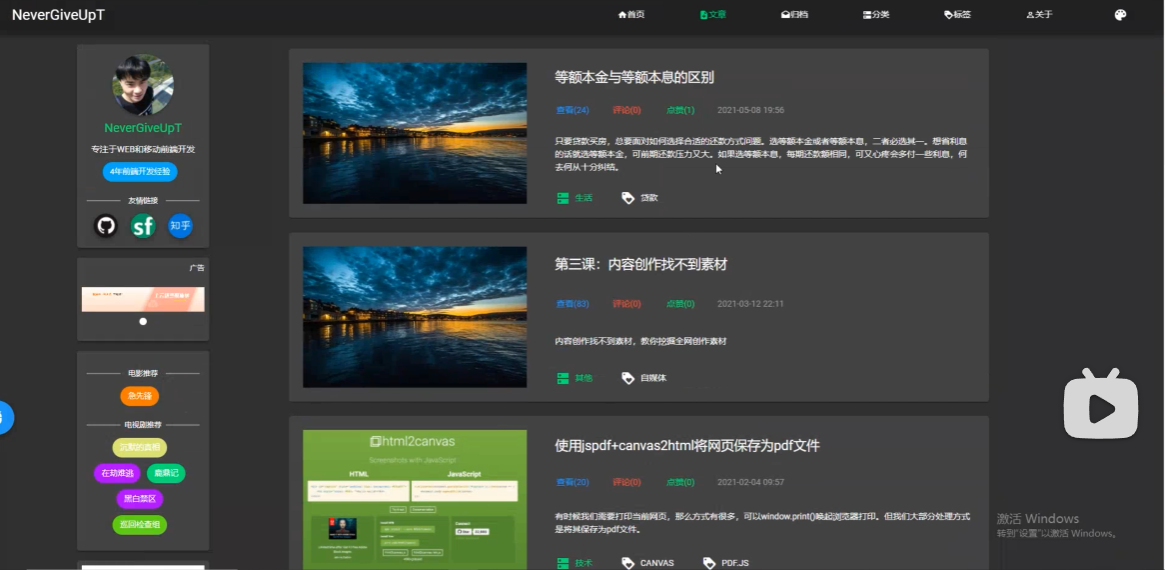 NeverGiveUpT
首页
文章
归档
分类
标签
关于
NeverGiveUpT
专注于WEB和移动前端开发
4年前端开发经验
友情链接
sf
知乎
广告
电影推荐
急先锋
电视剧推荐
沉默的真相
在劫难逃
鹿鼎记
黑白禁区
巡回检查组
等额本金与等额本息的区别
查看(24) 评论(0) 点赞(1) 2021-05-08 19:56
只要贷款买房，总要面对如何选择合适的还款方式问题。选等额本金或者等额本息，二者必选其一。想省利息
的话就选等额本金，可前期还款压力又大。如果选等额本息，每期还款额相同，可又心疼会多付一些利息，何
去何从十分纠结。
生活 贷款
第三课：内容创作找不到素材
查看(83) 评论(0) 点赞(0) 2021-03-12 22:11
内容创作找不到素材，教你挖掘全网创作素材
其他 自媒体
html2canvas
Screenshots with JavaScript
HTML JavaScript
使用jspdf+canvas2html将网页保存为pdf文件
查看(20) 评论(0) 点赞(0) 2021-02-04 09:57
有时候我们需要打印当前网页，那么方式有很多，可以window.print()唤起浏览器打印。但我们大部分处理方式
是将其保存为pdf文件。
技术 CANVAS PDF.JS
激活 Windows
转到"设置"以激活 Windows。